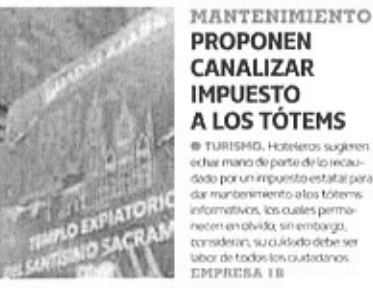 MANTENIMIENTO
PROPONEN
CANALIZAR
IMPUESTO
A LOS TÓTEMS
● TURISMO. Hoteleros sugieren
echar mano de parte de lo recau-
dado por un impuesto estatal para
dar mantenimiento a los tótems
informativos, los cuales perma-
necen en olvido; sin embargo,
consideran, su cuidado debe ser
labor de todos los ciudadanos.
EMPRESA 1B
TEMPLO EXPIATORIO
DEL SANTÍSIMO SACRAM